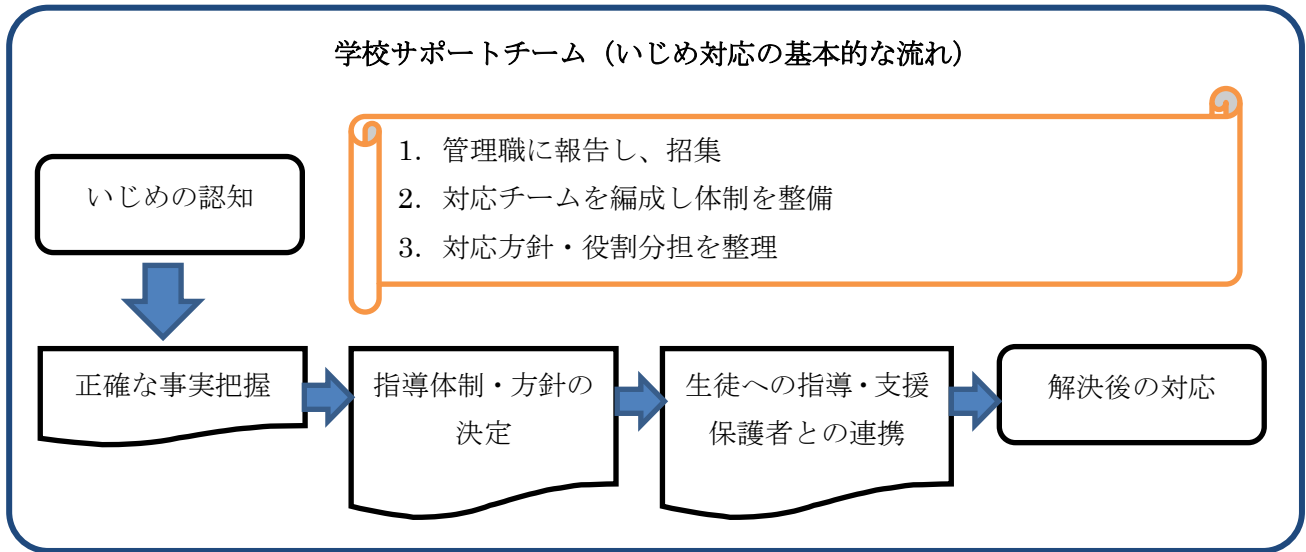 学校サポートチーム（いじめ対応の基本的な流れ）
1. 管理職に報告し、招集
2. 対応チームを編成し体制を整備
3. 対応方針・役割分担を整理
いじめの認知
正確な事実把握
指導体制・方針の
決定
生徒への指導・支援
保護者との連携
解決後の対応